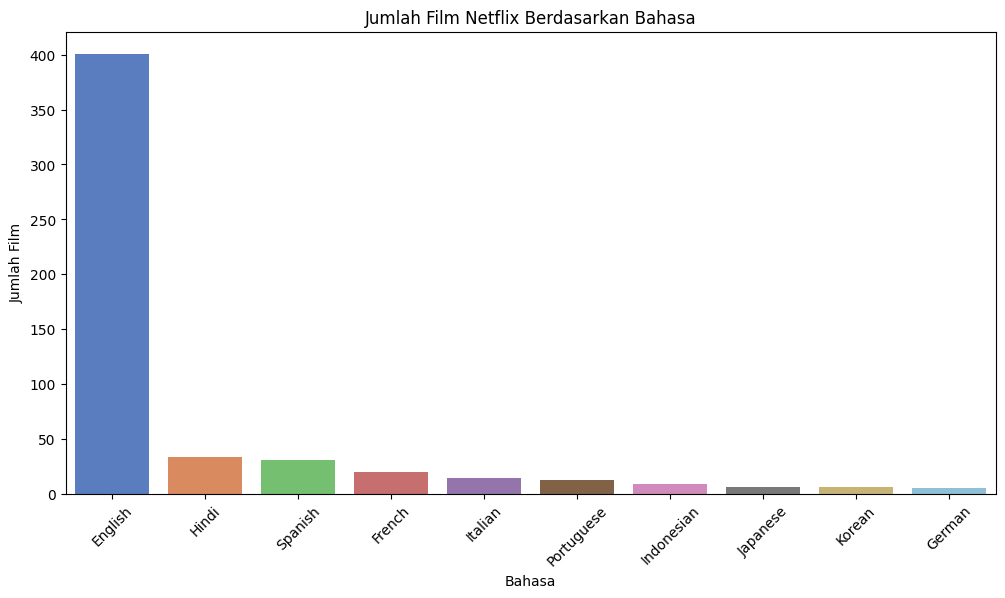 Jumlah Film Netflix Berdasarkan Bahasa
Jumlah Film
400
350
300
250
200
150
100
50
0
English
Hindi
Spanish
French
Italian
Portuguese
Indonesian
Japanese
Korean
German
Bahasa